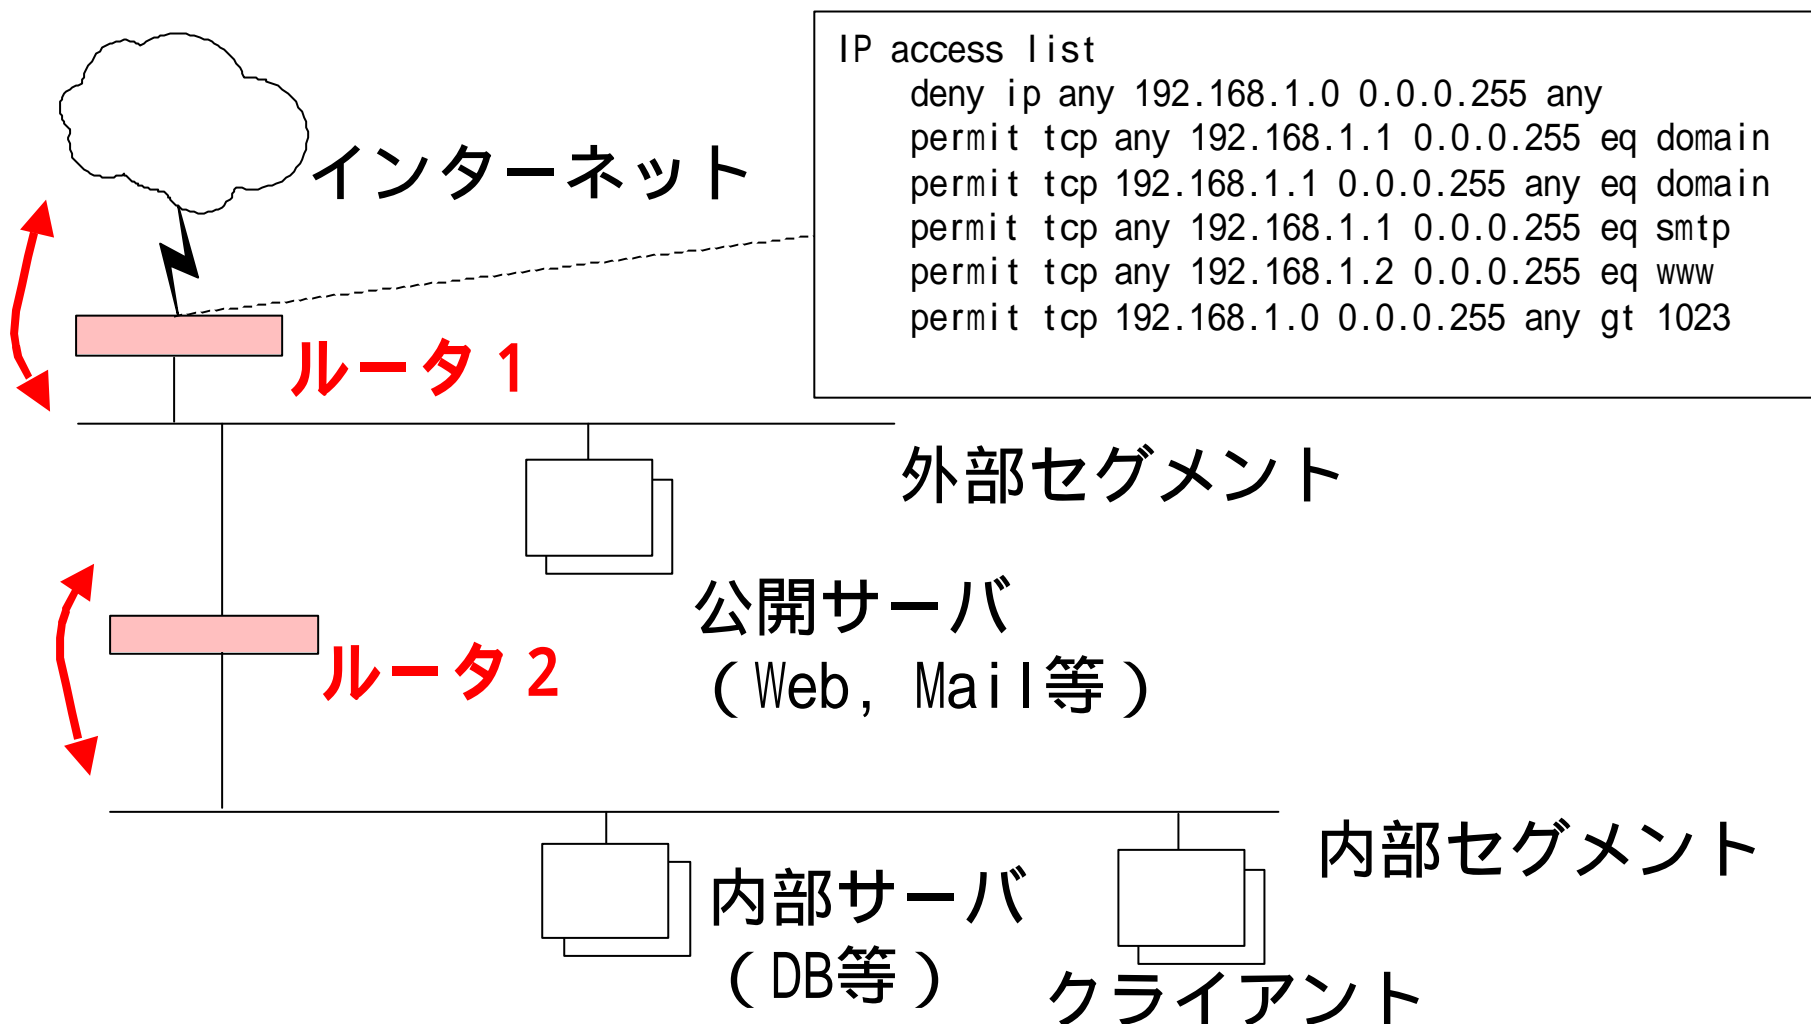 IP access list
deny ip any 192.168.1.0 0.0.0.255 any
permit tcp any 192.168.1.1 0.0.0.255 eq domain
permit tcp 192.168.1.1 0.0.0.255 any eq domain
permit tcp any 192.168.1.1 0.0.0.255 eq smtp
permit tcp any 192.168.1.2 0.0.0.255 eq www
permit tcp 192.168.1.0 0.0.0.255 any gt 1023
インターネット
ルータ1
外部セグメント
公開サーバ
(Web, Mail等)
ルータ2
内部セグメント
内部サーバ
(DB等)
クライアント